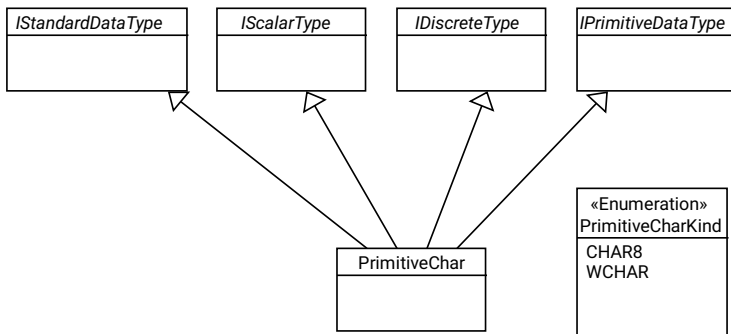 IStandardDataType
IScalarType
IDiscreteType
IPrimitiveDataType
PrimitiveChar
«Enumeration»
PrimitiveCharKind
CHAR8
WCHAR